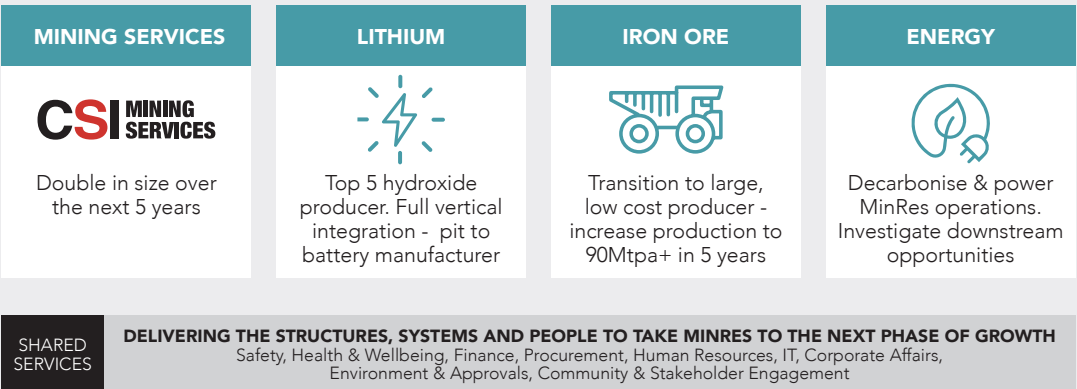 MINING SERVICES
CSI MINING
SERVICES
Double in size over
the next 5 years
LITHIUM
Top 5 hydroxide
producer. Full vertical
integration - pit to
battery manufacturer
IRON ORE
Transition to large,
low cost producer -
increase production to
90Mtpa+ in 5 years
ENERGY
Decarbonise & power
MinRes operations.
Investigate downstream
opportunities
SHARED
SERVICES
DELIVERING THE STRUCTURES, SYSTEMS AND PEOPLE TO TAKE MINRES TO THE NEXT PHASE OF GROWTH
Safety, Health & Wellbeing, Finance, Procurement, Human Resources, IT, Corporate Affairs,
Environment & Approvals, Community & Stakeholder Engagement